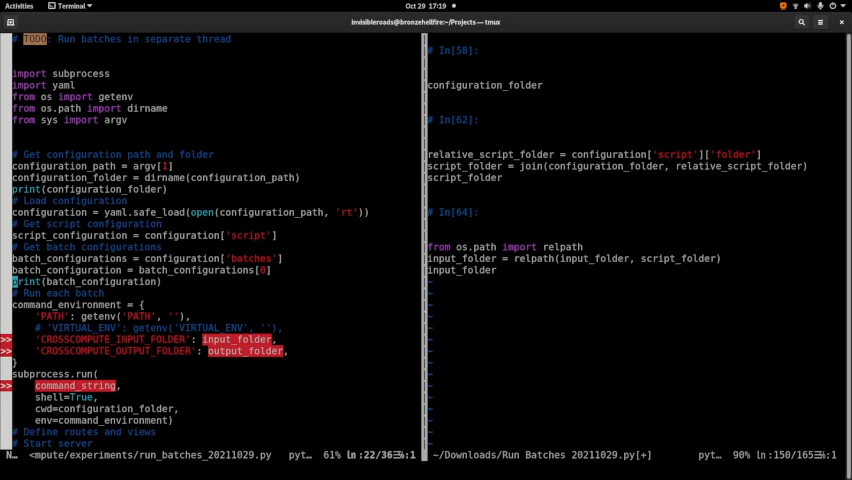 Activities
Terminal
Oct 29 17:19
invisibleroads@bronzehellfire:~/Projects — tmux
# TODO: Run batches in separate thread
import subprocess
import yaml
from os import getenv
from os.path import dirname
from sys import argv
# Get configuration path and folder
configuration_path = argv[1]
configuration_folder = dirname(configuration_path)
print(configuration_folder)
# Load configuration
configuration = yaml.safe_load(open(configuration_path, 'rt'))
# Get script configuration
script_configuration = configuration['script']
# Get batch configurations
batch_configurations = configuration['batches']
batch_configuration = batch_configurations[0]
print(batch_configuration)
# Run each batch
command_environment = {
'PATH': getenv('PATH', ''),
# 'VIRTUAL_ENV': getenv('VIRTUAL_ENV', ''),
>> 'CROSSCOMPUTE_INPUT_FOLDER': input_folder,
>> 'CROSSCOMPUTE_OUTPUT_FOLDER': output_folder,
}
subprocess.run(
>> command_string,
shell=True,
cwd=configuration_folder,
env=command_environment)
# Define routes and views
# Start server
N… <mpute/experiments/run_batches_20211029.py pyt… 61% ln:22/36 :1
# In[58]:
configuration_folder
# In[62]:
relative_script_folder = configuration['script']['folder']
script_folder = join(configuration_folder, relative_script_folder)
script_folder
# In[64]:
from os.path import relpath
input_folder = relpath(input_folder, script_folder)
input_folder
~
~
~
~
~
~
~
~
~
~
~
~
~
~
~/Downloads/Run Batches 20211029.py[+] pyt… 90% ln:150/165 :1